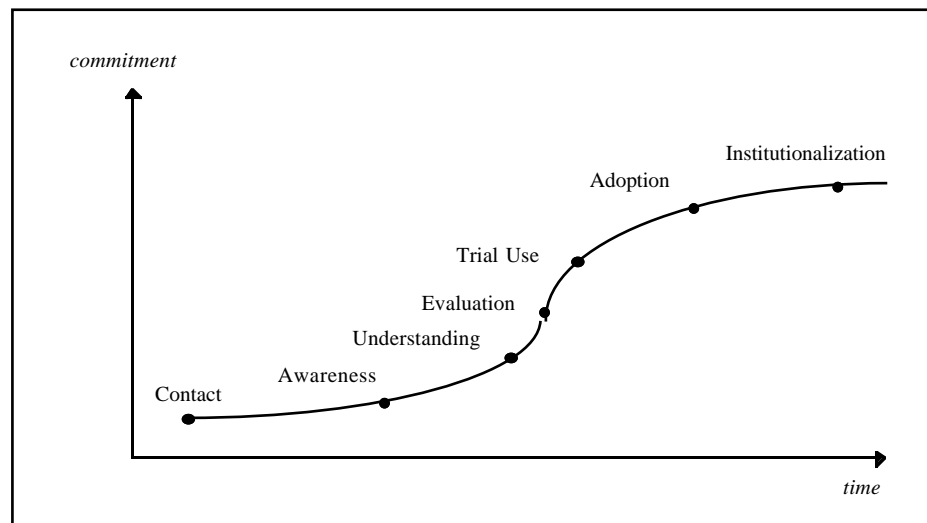 commitment
Institutionalization
Adoption
Trial Use
Evaluation
Understanding
Awareness
Contact
time